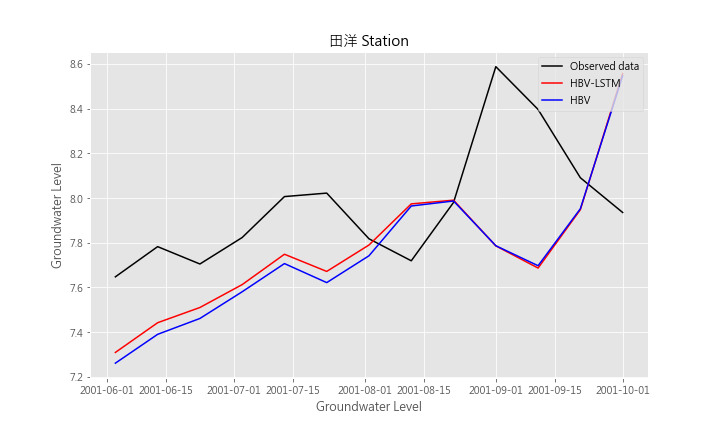 田洋 Station
Observed data
HBV-LSTM
HBV
Groundwater Level
8.6
8.4
8.2
8.0
7.8
7.6
7.4
7.2
2001-06-01 2001-06-15 2001-07-01 2001-07-15 2001-08-01 2001-08-15 2001-09-01 2001-09-15 2001-10-01
Groundwater Level